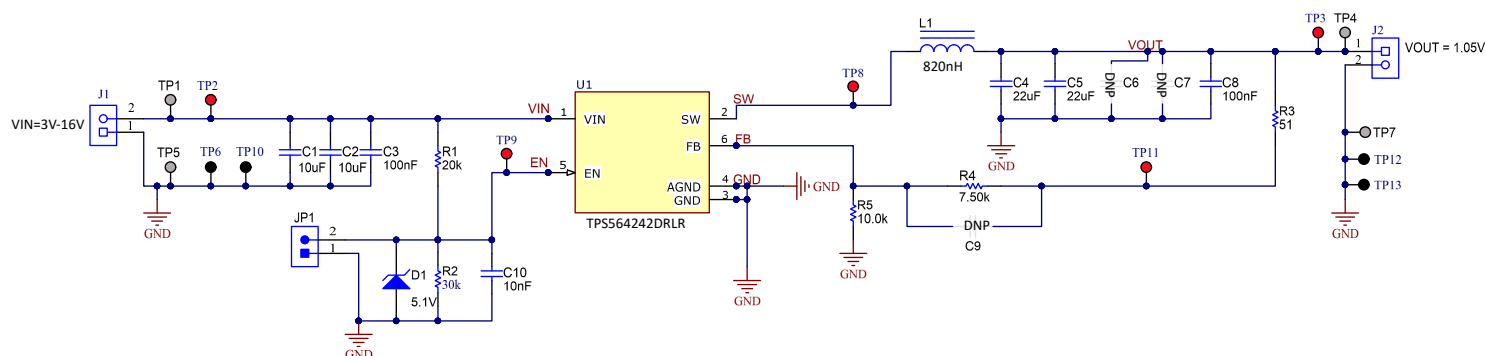 L1
820nH
TP3
TP4
J2
1
2
VOUT = 1.05V
VOUT
C4
22uF
C5
22uF
DNP
C6
DNP
C7
C8
100nF
R3
51
GND
TP7
TP12
TP13
GND
J1
2
1
VIN=3V-16V
TP1
TP2
TP5
TP6
TP10
GND
C1
10uF
C2
10uF
C3
100nF
R1
20k
VIN
TP9
EN
U1
1
VIN
5
EN
SW
2
FB
6
AGND
4
GND
3
TPS564242DRLR
SW
TP8
FB
GND
GND
GND
R5
10.0k
GND
R4
7.50k
DNP
C9
TP11
JP1
2
1
D1
5.1V
R2
30k
C10
10nF
GND